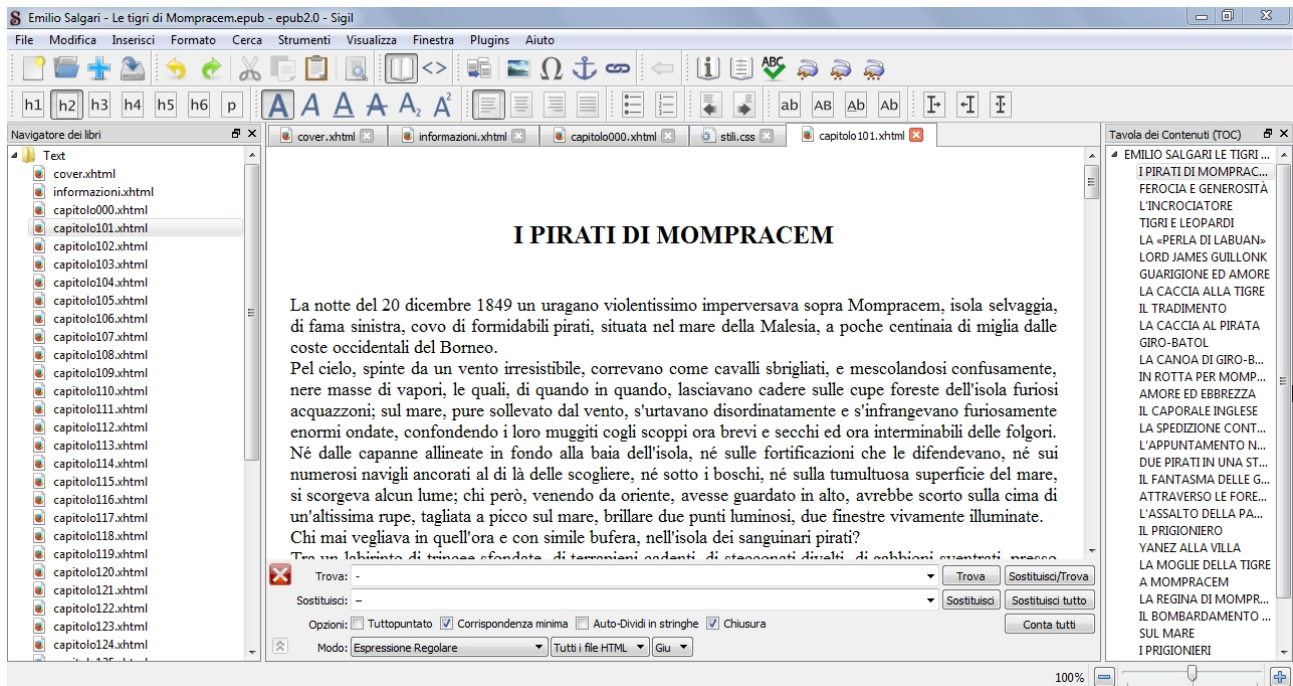 Emilio Salgari - Le tigri di Mompracem.epub - epub2.0 - Sigil
File Modifica Inserisci Formato Cerca Strumenti Visualizza Finestra Plugins Aiuto
ABC
h1 h2 h3 h4 h5 h6 p A A A A A₂ A² ab AB Ab Ab
Navigatore dei libri
Text
cover.xhtml
informazioni.xhtml
capitolo000.xhtml
capitolo101.xhtml
capitolo102.xhtml
capitolo103.xhtml
capitolo104.xhtml
capitolo105.xhtml
capitolo106.xhtml
capitolo107.xhtml
capitolo108.xhtml
capitolo109.xhtml
capitolo110.xhtml
capitolo111.xhtml
capitolo112.xhtml
capitolo113.xhtml
capitolo114.xhtml
capitolo115.xhtml
capitolo116.xhtml
capitolo117.xhtml
capitolo118.xhtml
capitolo119.xhtml
capitolo120.xhtml
capitolo121.xhtml
capitolo122.xhtml
capitolo123.xhtml
capitolo124.xhtml
cover.xhtml informazioni.xhtml capitolo000.xhtml stili.css capitolo101.xhtml
I PIRATI DI MOMPRACEM
La notte del 20 dicembre 1849 un uragano violentissimo imperversava sopra Mompracem, isola selvaggia,
di fama sinistra, covo di formidabili pirati, situata nel mare della Malesia, a poche centinaia di miglia dalle
coste occidentali del Borneo.
Pel cielo, spinte da un vento irresistibile, correvano come cavalli sbrigliati, e mescolandosi confusamente,
nere masse di vapori, le quali, di quando in quando, lasciavano cadere sulle cupe foreste dell'isola furiosi
acquazzoni; sul mare, pure sollevato dal vento, s'urtavano disordinatamente e s'infrangevano furiosamente
enormi ondate, confondendo i loro muggiti cogli scoppi ora brevi e secchi ed ora interminabili delle folgori.
Né dalle capanne allineate in fondo alla baia dell'isola, né sulle fortificazioni che le difendevano, né sui
numerosi navigli ancorati al di là delle scogliere, né sotto i boschi, né sulla tumultuosa superficie del mare,
si scorgeva alcun lume; chi però, venendo da oriente, avesse guardato in alto, avrebbe scorto sulla cima di
un'altissima rupe, tagliata a picco sul mare, brillare due punti luminosi, due finestre vivamente illuminate.
Chi mai vegliava in quell'ora e con simile bufera, nell'isola dei sanguinari pirati?
Tra un labirinto di trincee sfondate, di terrapieni cadenti, di stecconati divelti, di gabbioni sventrati, presso
Trova: - Trova Sostituisci/Trova
Sostituisci: – Sostituisci Sostituisci tutto
Opzioni: Tuttopuntato Corrispondenza minima Auto-Dividi in stringhe Chiusura Conta tutti
Modo: Espressione Regolare Tutti i file HTML Giu
Tavola dei Contenuti (TOC)
EMILIO SALGARI LE TIGRI ...
I PIRATI DI MOMPRAC...
FEROCIA E GENEROSITÀ
L'INCROCIATORE
TIGRI E LEOPARDI
LA «PERLA DI LABUAN»
LORD JAMES GUILLONK
GUARIGIONE ED AMORE
LA CACCIA ALLA TIGRE
IL TRADIMENTO
LA CACCIA AL PIRATA
GIRO-BATOL
LA CANOA DI GIRO-B...
IN ROTTA PER MOMP...
AMORE ED EBBREZZA
IL CAPORALE INGLESE
LA SPEDIZIONE CONT...
L'APPUNTAMENTO N...
DUE PIRATI IN UNA ST...
IL FANTASMA DELLE G...
ATTRAVERSO LE FORE...
L'ASSALTO DELLA PA...
IL PRIGIONIERO
YANEZ ALLA VILLA
LA MOGLIE DELLA TIGRE
A MOMPRACEM
LA REGINA DI MOMPR...
IL BOMBARDAMENTO ...
SUL MARE
I PRIGIONIERI
100%